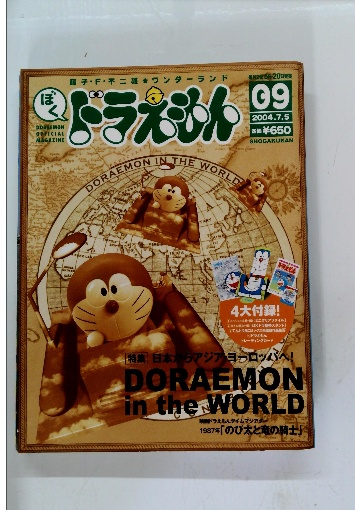 藤子・F・不二雄★ワンダーランド
ぼく、
ドラえもん
DORAEMON
OFFICIAL
MAGAZINE
09
2004.7.5
¥650
SHOGAKUKAN
DORAEMON IN THE WORLD
4大付録!
[特集] 日本からアジア、ヨーロッパへ!
DORAEMON
in the WORLD
1987年「のび太と竜の騎士」